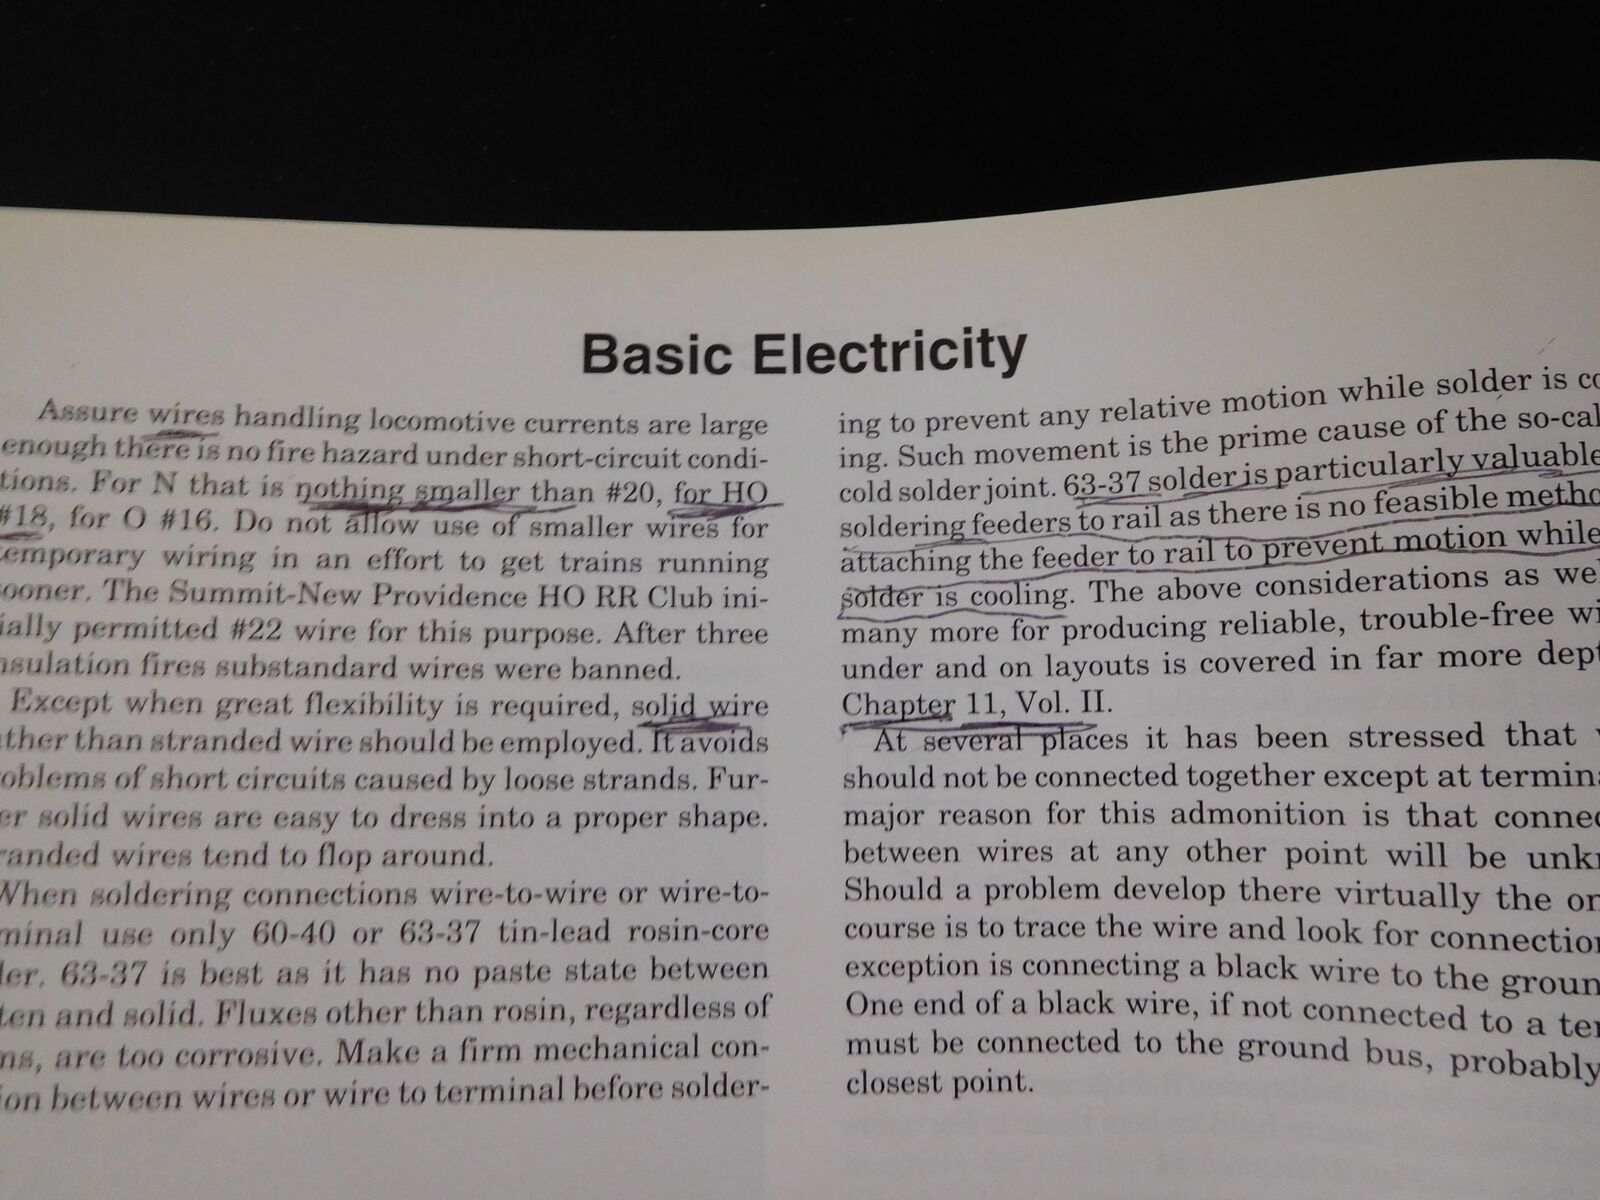 Basic Electricity
Assure wires handling locomotive currents are large
enough there is no fire hazard under short-circuit condi-
tions. For N that is nothing smaller than #20, for HO
#18, for O #16. Do not allow use of smaller wires for
temporary wiring in an effort to get trains running
ooner. The Summit-New Providence HO RR Club ini-
ially permitted #22 wire for this purpose. After three
nsulation fires substandard wires were banned.
Except when great flexibility is required, solid wire
ther than stranded wire should be employed. It avoids
oblems of short circuits caused by loose strands. Fur-
er solid wires are easy to dress into a proper shape.
randed wires tend to flop around.
When soldering connections wire-to-wire or wire-to-
minal use only 60-40 or 63-37 tin-lead rosin-core
ler. 63-37 is best as it has no paste state between
ten and solid. Fluxes other than rosin, regardless of
ns, are too corrosive. Make a firm mechanical con-
ion between wires or wire to terminal before solder-
ing to prevent any relative motion while solder is co
ing. Such movement is the prime cause of the so-cal
cold solder joint. 63-37 solder is particularly valuable
soldering feeders to rail as there is no feasible metho
attaching the feeder to rail to prevent motion while
solder is cooling. The above considerations as wel
many more for producing reliable, trouble-free wi
under and on layouts is covered in far more dept
Chapter 11, Vol. II.
At several places it has been stressed that w
should not be connected together except at termina
major reason for this admonition is that connec
between wires at any other point will be unkn
Should a problem develop there virtually the on
course is to trace the wire and look for connection
exception is connecting a black wire to the groun
One end of a black wire, if not connected to a ter
must be connected to the ground bus, probably
closest point.